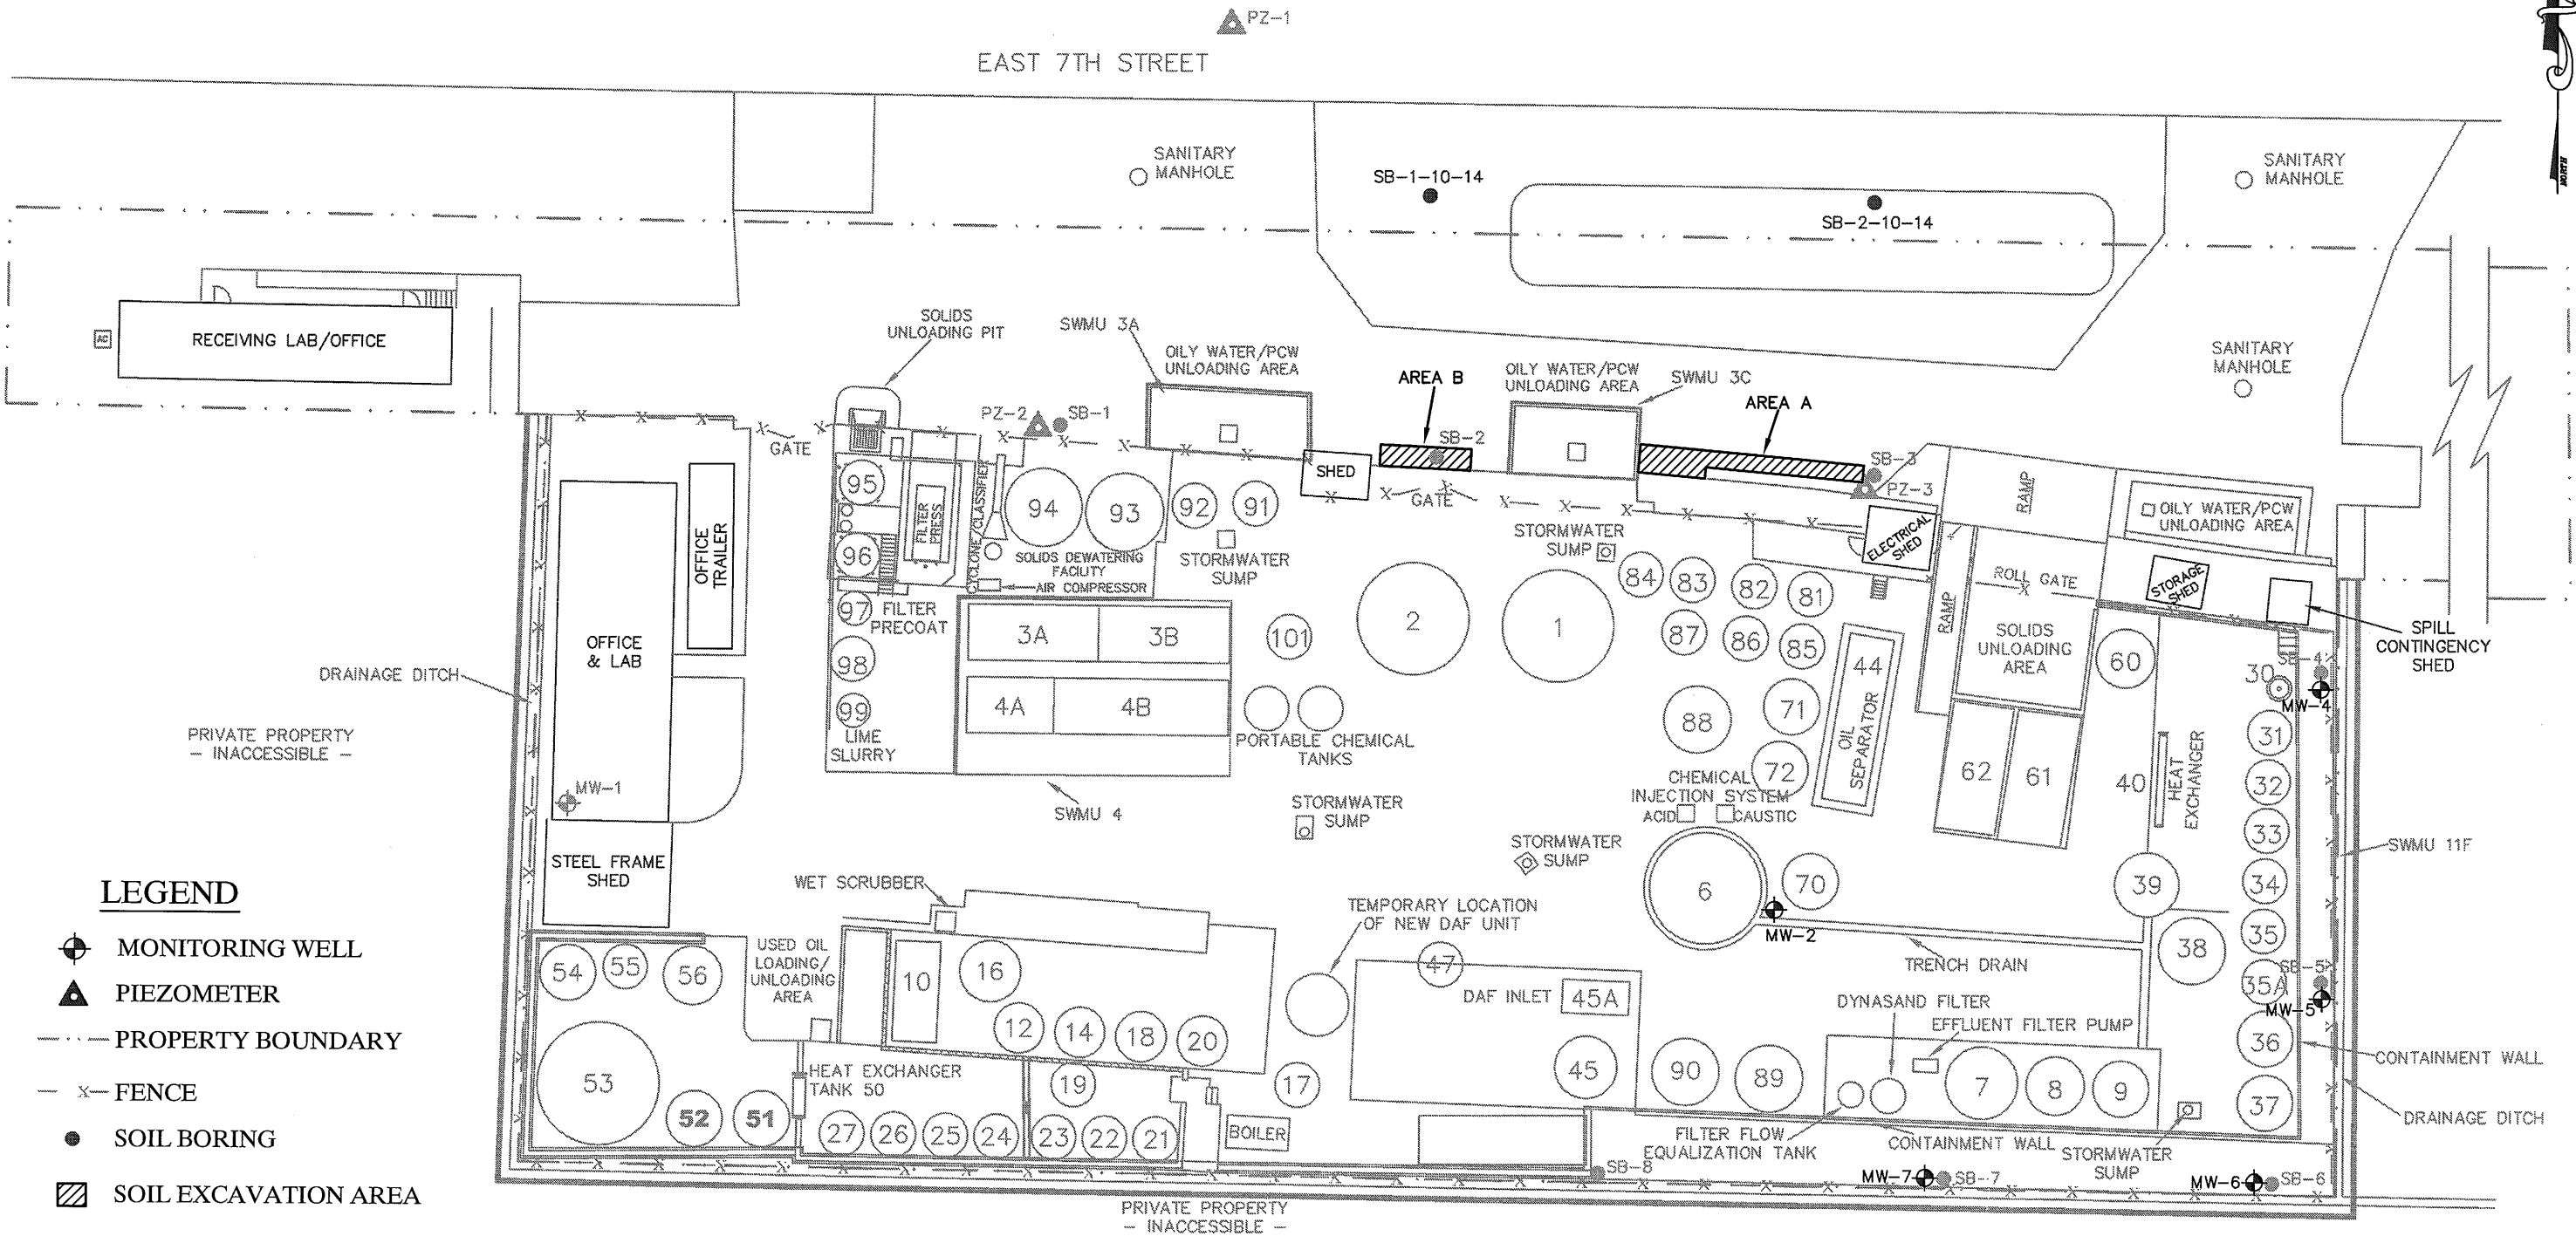 PZ-1
EAST 7TH STREET
NORTH
SANITARY
MANHOLE
SB-1-10-14
SB-2-10-14
SANITARY
MANHOLE
SANITARY
MANHOLE
AC
RECEIVING LAB/OFFICE
SOLIDS
UNLOADING PIT
SWMU 3A
OILY WATER/PCW
UNLOADING AREA
AREA B
OILY WATER/PCW
UNLOADING AREA
SWMU 3C
AREA A
PZ-2
SB-1
SB-2
SB-3
PZ-3
GATE
SHED
GATE
RAMP
OILY WATER/PCW
UNLOADING AREA
95
96
FILTER
PRESS
CYCLONE/CLASSIFIER
94
93
92
91
SOLIDS DEWATERING
FACILITY
AIR COMPRESSOR
STORMWATER
SUMP
STORMWATER
SUMP
ELECTRICAL
SHED
RAMP
ROLL GATE
STORAGE
SHED
SPILL
CONTINGENCY
SHED
OFFICE
TRAILER
OFFICE
& LAB
97
FILTER
PRECOAT
98
99
LIME
SLURRY
3A
3B
4A
4B
101
2
1
84
83
82
81
87
86
85
44
OIL
SEPARATOR
SOLIDS
UNLOADING
AREA
60
30
SB-4
MW-4
DRAINAGE DITCH
PRIVATE PROPERTY
- INACCESSIBLE -
PORTABLE CHEMICAL
TANKS
88
71
72
62
61
40
HEAT
EXCHANGER
31
32
33
34
35
35A
36
37
MW-1
SWMU 4
STORMWATER
SUMP
CHEMICAL
INJECTION SYSTEM
ACID
CAUSTIC
STORMWATER
SUMP
SWMU 11F
STEEL FRAME
SHED
WET SCRUBBER
6
70
39
38
MW-2
TRENCH DRAIN
TEMPORARY LOCATION
OF NEW DAF UNIT
SB-5
MW-5
LEGEND
MONITORING WELL
PIEZOMETER
PROPERTY BOUNDARY
FENCE
SOIL BORING
SOIL EXCAVATION AREA
54
55
56
USED OIL
LOADING/
UNLOADING
AREA
10
16
12
14
18
20
47
DAF INLET
45A
DYNASAND FILTER
EFFLUENT FILTER PUMP
53
52
51
HEAT EXCHANGER
TANK 50
19
17
45
90
89
7
8
9
CONTAINMENT WALL
DRAINAGE DITCH
27
26
25
24
23
22
21
BOILER
FILTER FLOW
EQUALIZATION TANK
CONTAINMENT WALL
STORMWATER
SUMP
SB-8
MW-7
SB-7
MW-6
SB-6
PRIVATE PROPERTY
- INACCESSIBLE -